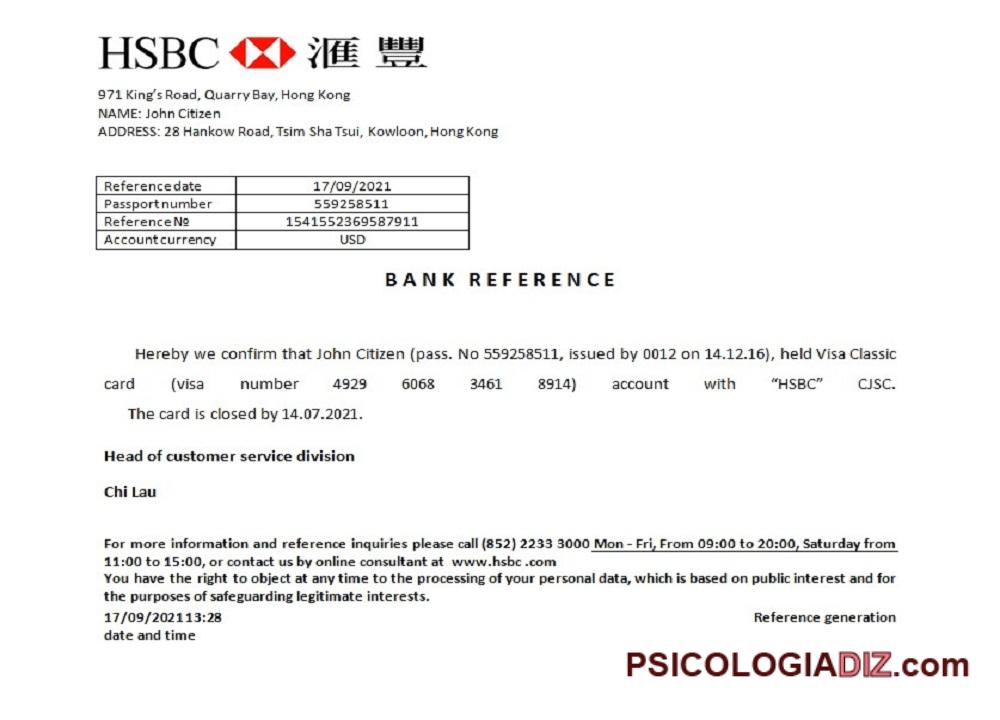 HSBC 滙豐
971 King's Road, Quarry Bay, Hong Kong
NAME: John Citizen
ADDRESS: 28 Hankow Road, Tsim Sha Tsui, Kowloon, Hong Kong
Reference date 17/09/2021
Passport number 559258511
Reference № 1541552369587911
Account currency USD
BANK REFERENCE
Hereby we confirm that John Citizen (pass. No 559258511, issued by 0012 on 14.12.16), held Visa Classic
card (visa number 4929 6068 3461 8914) account with “HSBC” CJSC.
The card is closed by 14.07.2021.
Head of customer service division
Chi Lau
For more information and reference inquiries please call (852) 2233 3000 Mon - Fri, From 09:00 to 20:00, Saturday from
11:00 to 15:00, or contact us by online consultant at www.hsbc .com
You have the right to object at any time to the processing of your personal data, which is based on public interest and for
the purposes of safeguarding legitimate interests.
17/09/202113:28 Reference generation
date and time
PSICOLOGIADIZ.com